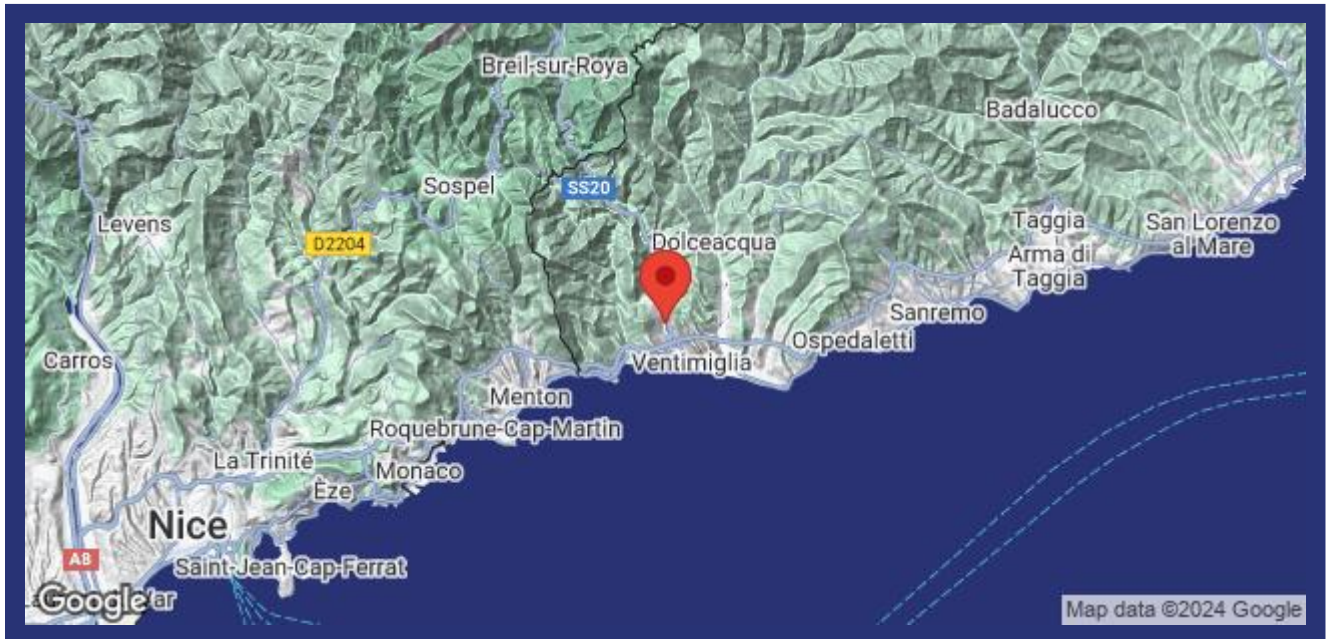 Breil-sur-Roya
Badalucco
Sospel
SS20
Levens
D2204
Dolceacqua
Taggia
San Lorenzo
al Mare
Arma di
Taggia
Sanremo
Ospedaletti
Ventimiglia
Carros
Menton
Roquebrune-Cap-Martin
La Trinité
Monaco
Èze
Nice
A8
Saint-Jean-Cap-Ferrat
Google
Map data ©2024 Google